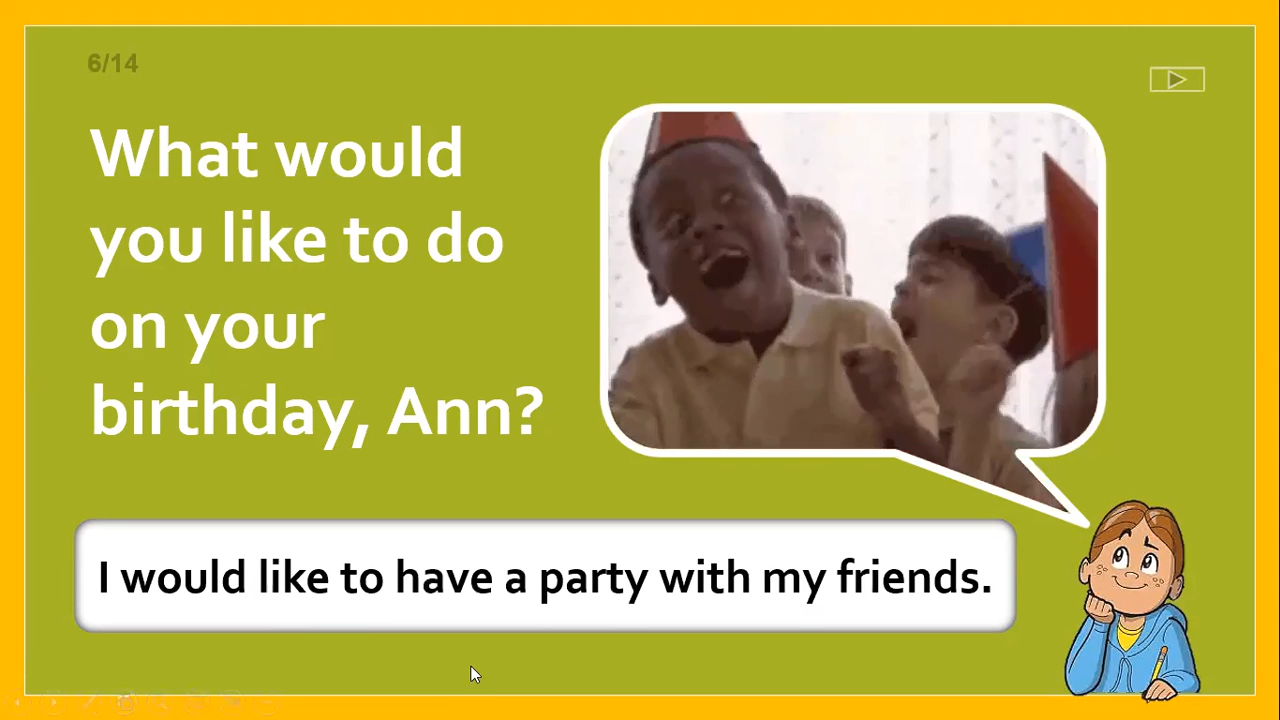 6/14
What would
you like to do
on your
birthday, Ann?
I would like to have a party with my friends.